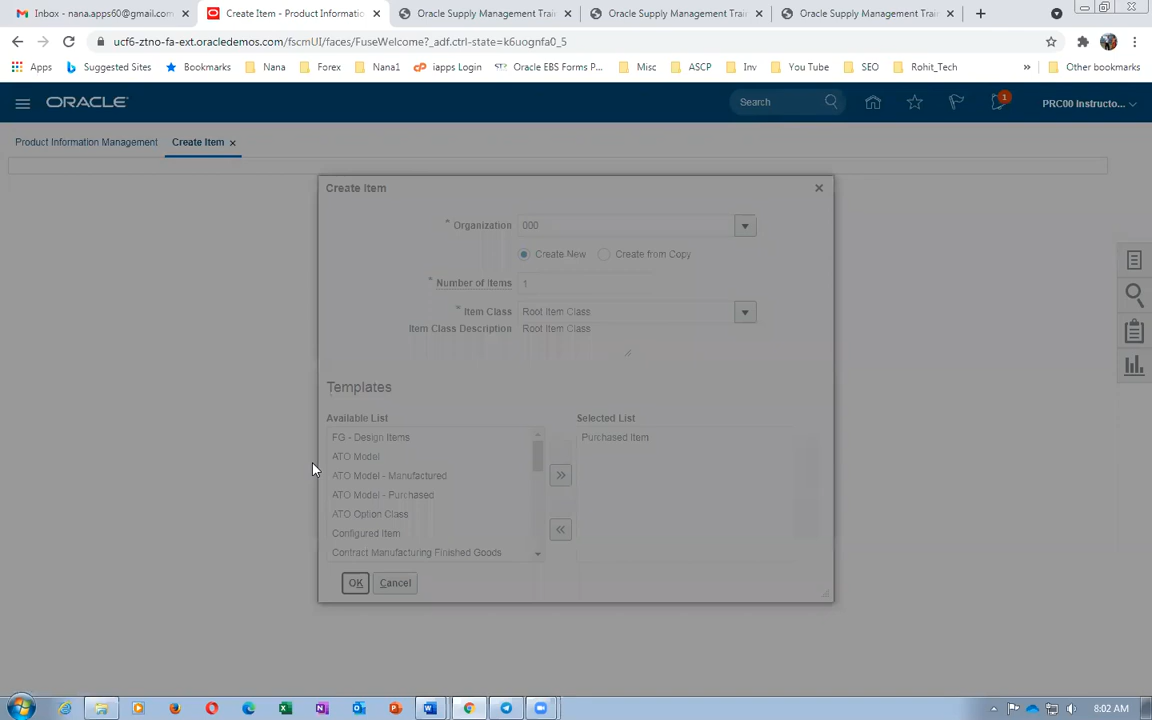 Inbox - nana.apps60@gmail.com
Create Item - Product Informatio
Oracle Supply Management Trai
Oracle Supply Management Trai
Oracle Supply Management Trai
ucf6-ztno-fa-ext.oracledemos.com/fscmUI/faces/FuseWelcome?_adf.ctrl-state=k6uognfa0_5
Apps Suggested Sites Bookmarks Nana Forex Nana1 iapps Login Oracle EBS Forms P... Misc ASCP Inv You Tube SEO Rohit_Tech » Other bookmarks
ORACLE Search 1 PRC00 Instructo...
Product Information Management Create Item
Create Item
* Organization 000
Create New Create from Copy
* Number of Items 1
* Item Class Root Item Class
Item Class Description Root Item Class
Templates
Available List Selected List
FG - Design Items Purchased Item
ATO Model
ATO Model - Manufactured
ATO Model - Purchased
ATO Option Class
Configured Item
Contract Manufacturing Finished Goods
OK Cancel
8:02 AM